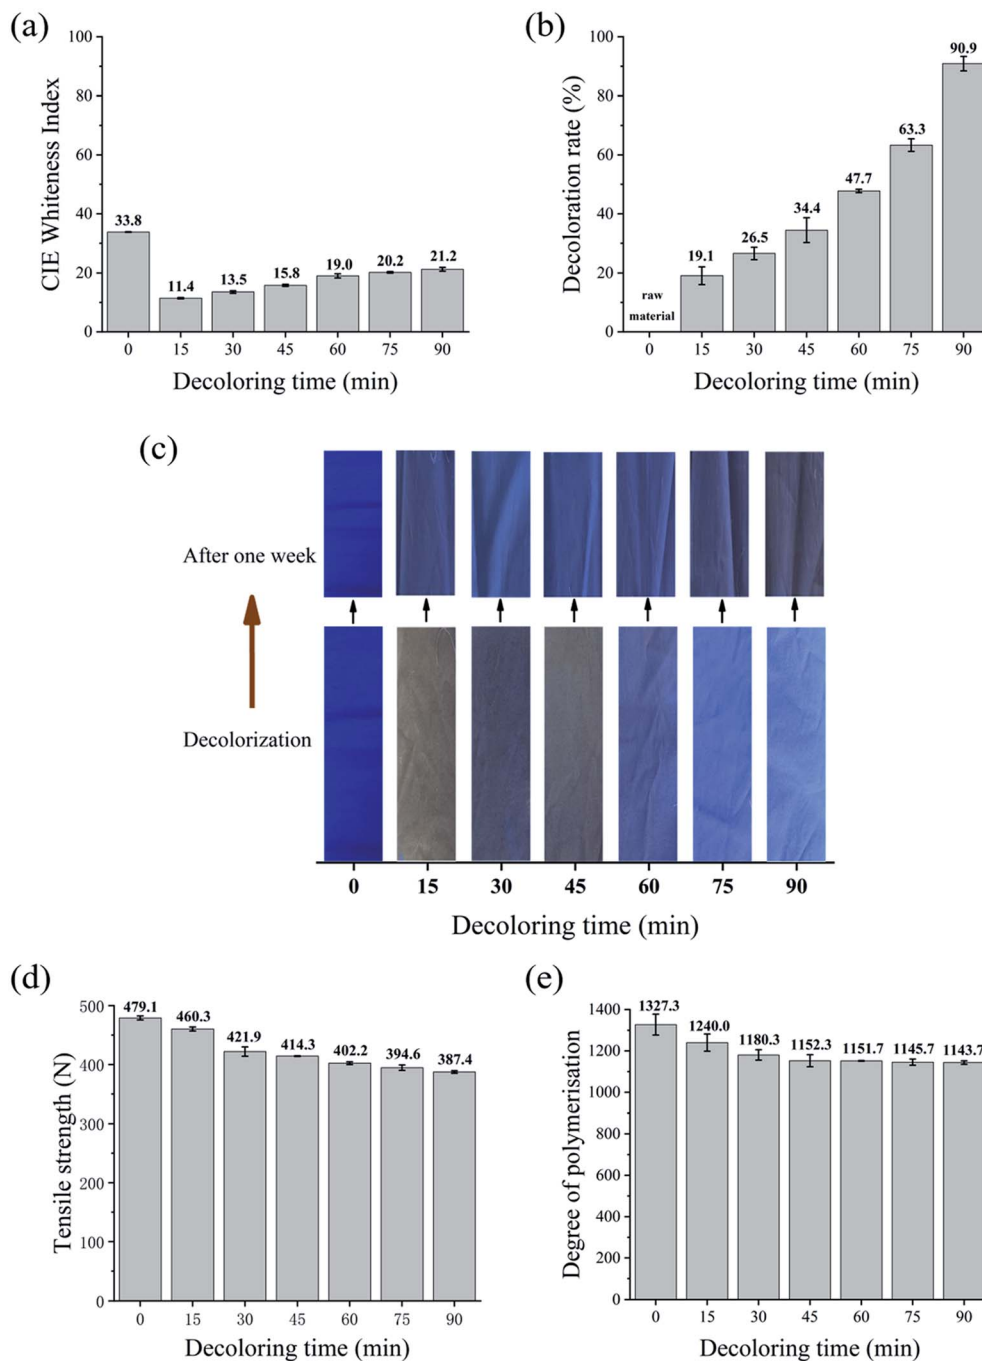 (a)
100
80
60
40
20
0
CIE Whiteness Index
33.8
11.4
13.5
15.8
19.0
20.2
21.2
0 15 30 45 60 75 90
Decoloring time (min)
(b)
100
80
60
40
20
0
Decoloration rate (%)
raw
material
19.1
26.5
34.4
47.7
63.3
90.9
0 15 30 45 60 75 90
Decoloring time (min)
(c)
After one week
Decolorization
0 15 30 45 60 75 90
Decoloring time (min)
(d)
500
400
300
200
100
0
Tensile strength (N)
479.1
460.3
421.9
414.3
402.2
394.6
387.4
0 15 30 45 60 75 90
Decoloring time (min)
(e)
1400
1200
1000
800
600
400
200
0
Degree of polymerisation
1327.3
1240.0
1180.3
1152.3
1151.7
1145.7
1143.7
0 15 30 45 60 75 90
Decoloring time (min)